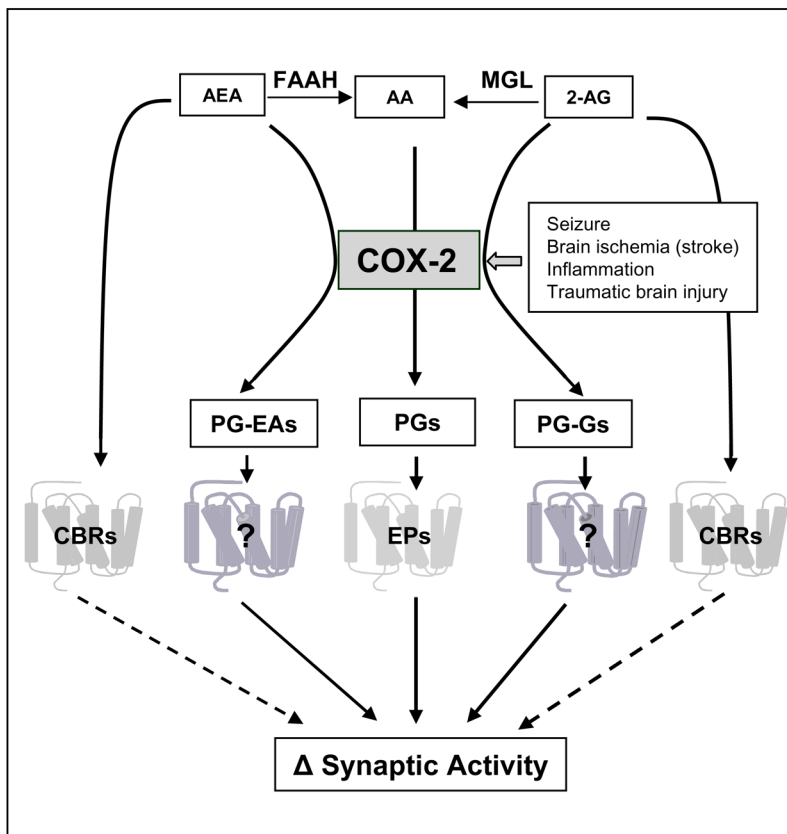 FAAH
MGL
AEA
AA
2-AG
Seizure
Brain ischemia (stroke)
Inflammation
Traumatic brain injury
COX-2
PG-EAs
PGs
PG-Gs
CBRs
?
EPs
?
CBRs
Δ Synaptic Activity